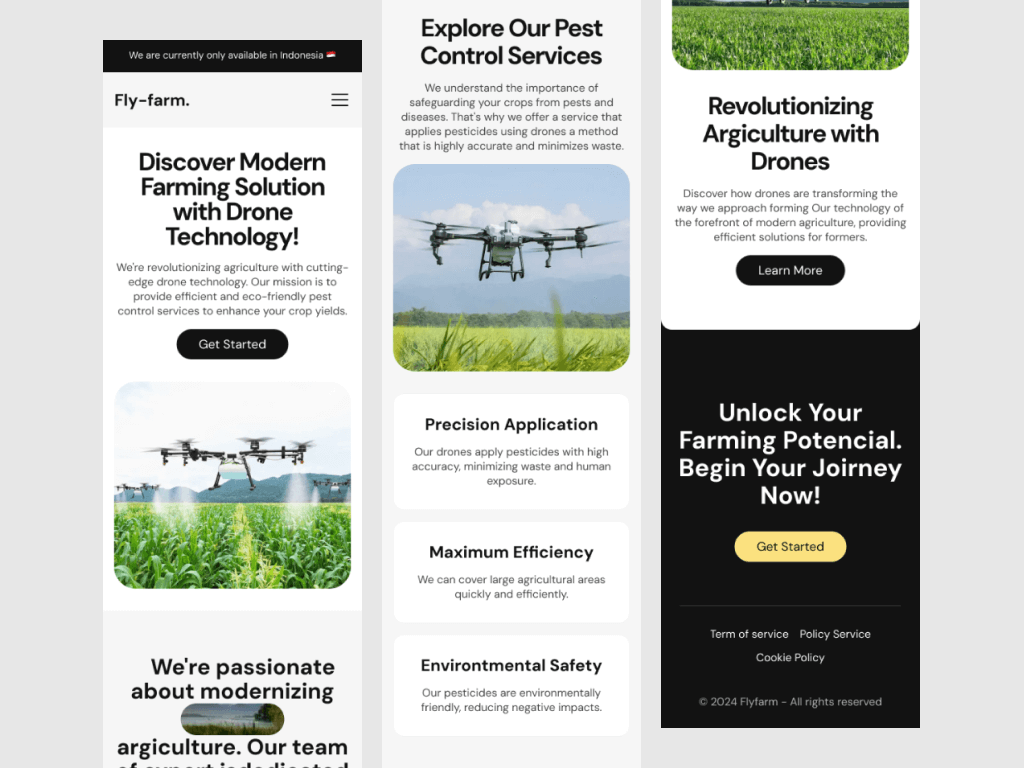 We are currently only available in Indonesia 🇮🇩
Fly-farm.
Discover Modern
Farming Solution
with Drone
Technology!
We're revolutionizing agriculture with cutting-
edge drone technology. Our mission is to
provide efficient and eco-friendly pest
control services to enhance your crop yields.
Get Started
We're passionate
about modernizing
argiculture. Our team
of expert isdedicated
Explore Our Pest
Control Services
We understand the importance of
safeguarding your crops from pests and
diseases. That's why we offer a service that
applies pesticides using drones a method
that is highly accurate and minimizes waste.
Precision Application
Our drones apply pesticides with high
accuracy, minimizing waste and human
exposure.
Maximum Efficiency
We can cover large agricultural areas
quickly and efficiently.
Environtmental Safety
Our pesticides are environmentally
friendly, reducing negative impacts.
Revolutionizing
Argiculture with
Drones
Discover how drones are transforming the
way we approach forming Our technology of
the forefront of modern agriculture, providing
efficient solutions for formers.
Learn More
Unlock Your
Farming Potencial.
Begin Your Joirney
Now!
Get Started
Term of service Policy Service
Cookie Policy
© 2024 Flyfarm - All rights reserved